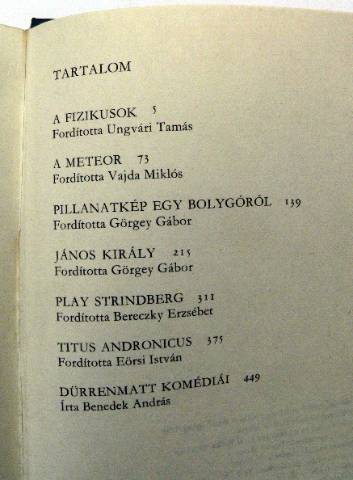 TARTALOM
A FIZIKUSOK 5
Fordította Ungvári Tamás
A METEOR 73
Fordította Vajda Miklós
PILLANATKÉP EGY BOLYGÓRÓL 139
Fordította Görgey Gábor
JÁNOS KIRÁLY 215
Fordította Görgey Gábor
PLAY STRINDBERG 311
Fordította Bereczky Erzsébet
TITUS ANDRONICUS 375
Fordította Eörsi István
DÜRRENMATT KOMÉDIÁI 449
Írta Benedek András